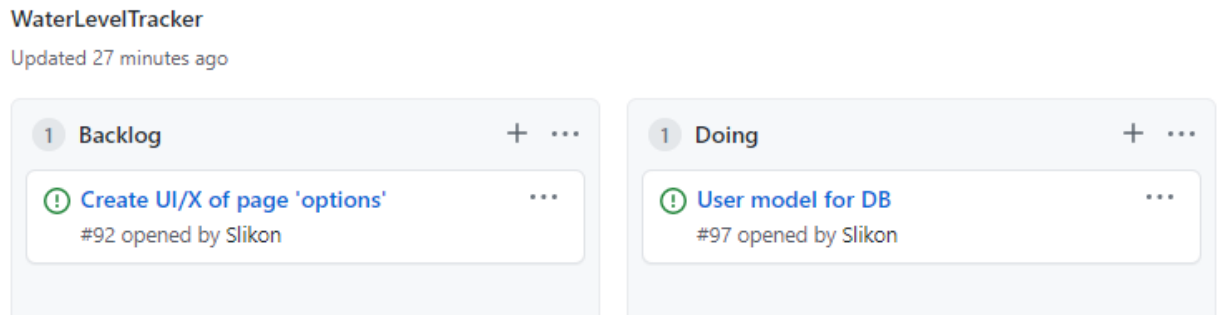 WaterLevelTracker
Updated 27 minutes ago
1 Backlog
Create UI/X of page 'options'
#92 opened by Slikon
1 Doing
User model for DB
#97 opened by Slikon